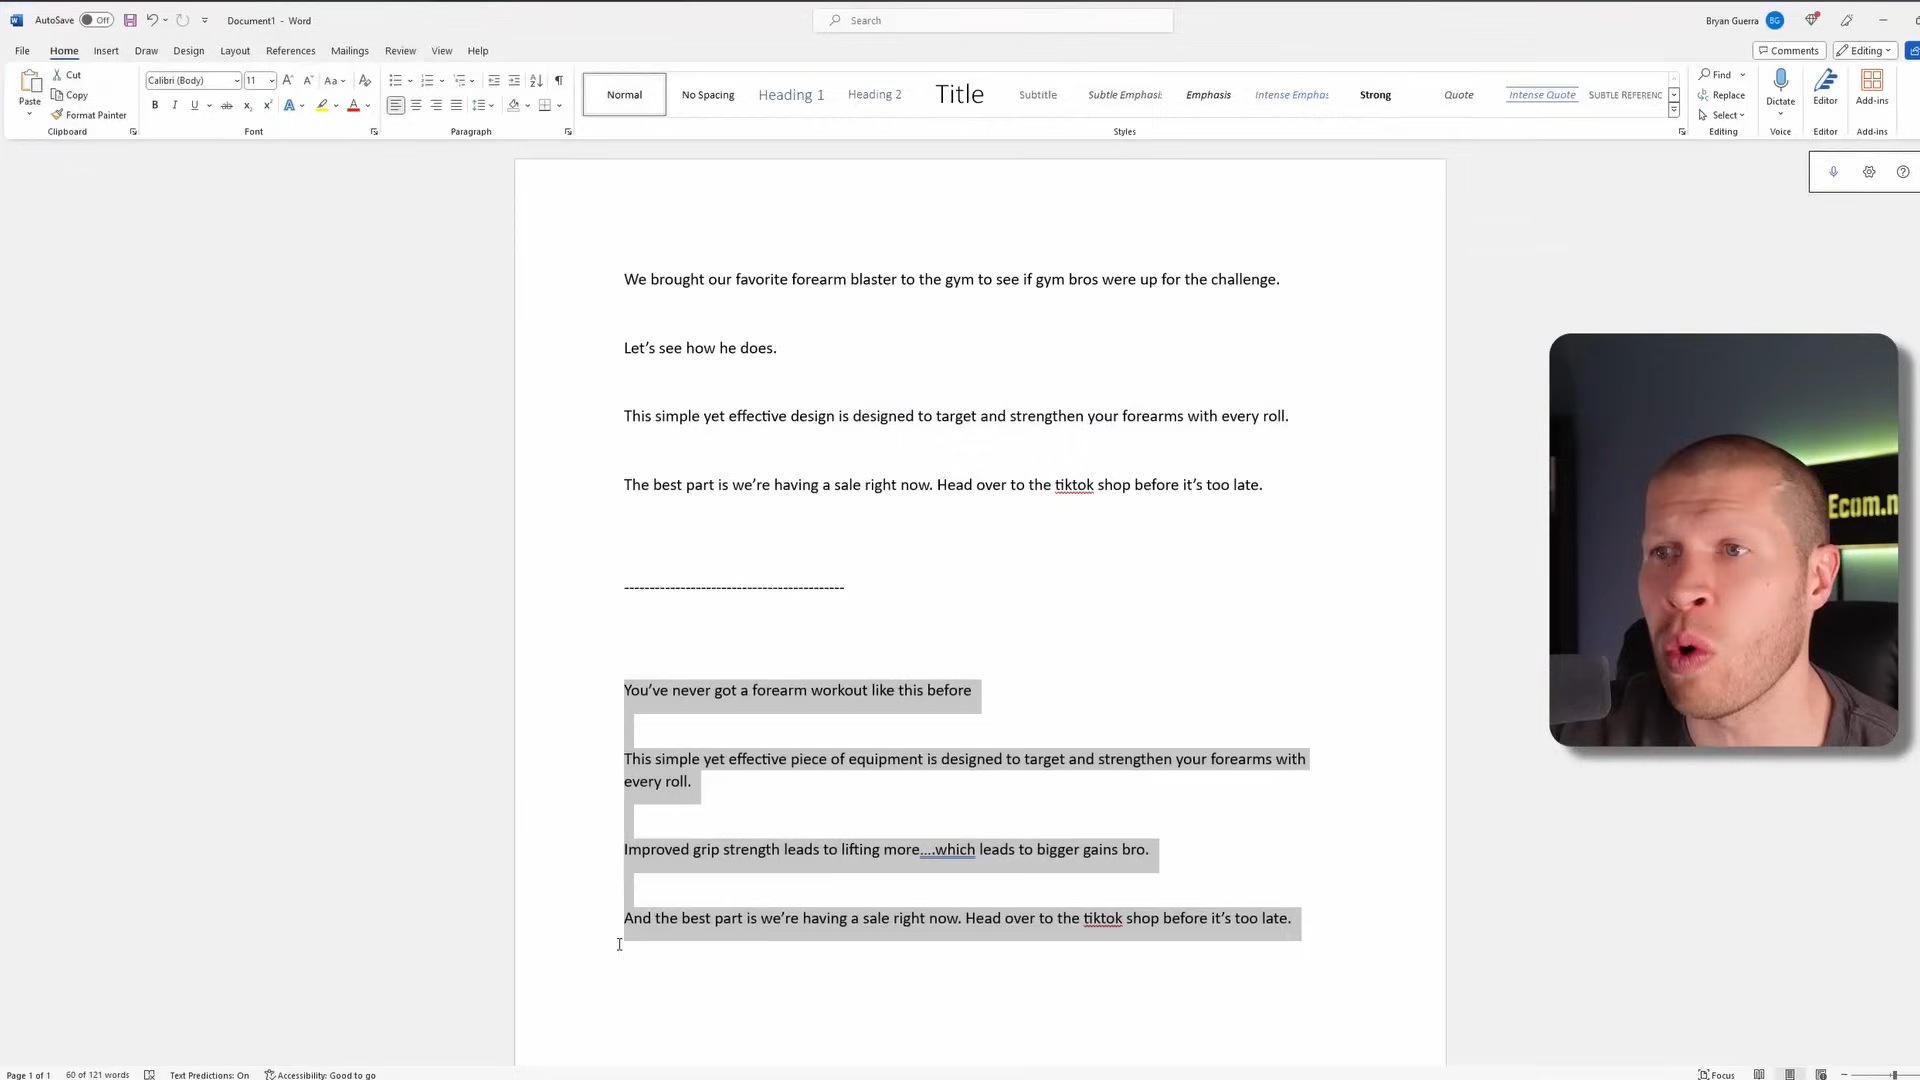 AutoSave Off Document1 - Word Search Bryan Guerra BG
File Home Insert Draw Design Layout References Mailings Review View Help Comments Editing
Paste Cut Copy Format Painter
Calibri (Body) 11
Normal No Spacing Heading 1 Heading 2 Title Subtitle Subtle Emphasi Emphasis Intense Emphas Strong Quote Intense Quote SUBTLE REFERENC
Find Replace Select
Dictate Editor Add-ins
Clipboard Font Paragraph Styles Editing Voice Editor Add-ins
We brought our favorite forearm blaster to the gym to see if gym bros were up for the challenge.
Let’s see how he does.
This simple yet effective design is designed to target and strengthen your forearms with every roll.
The best part is we’re having a sale right now. Head over to the tiktok shop before it’s too late.
-------------------------------------------
You’ve never got a forearm workout like this before
This simple yet effective piece of equipment is designed to target and strengthen your forearms with
every roll.
Improved grip strength leads to lifting more....which leads to bigger gains bro.
And the best part is we’re having a sale right now. Head over to the tiktok shop before it’s too late.
Ecom.n
Page 1 of 1 60 of 121 words Text Predictions: On Accessibility: Good to go Focus